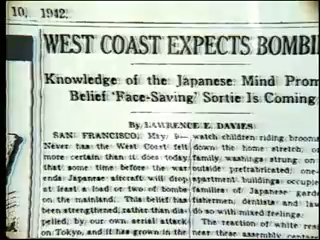 10, 1942.
WEST COAST EXPECTS BOMBI
Knowledge of the Japanese Mind Prom
Belief 'Face-Saving' Sortie Is Coming
By LAWRENCE E. DAVIES
SAN FRANCISCO, May 9—
Never has the West Coast felt
more certain than it does today
that some time before the war
ends Japanese aircraft will drop
at least a load or two of bombs
on the mainland. This belief has
been strengthened, rather than dis-
pelled, by our own aerial attack
on Tokyo, and it has grown in the
watch children riding broom
down the home stretch, or
family washings strung on
outside prefabricated, one-
apartment buildings occupie
families of Japanese garde
fishermen, dentists and law
do so with mixed feelings.
The reaction of white res